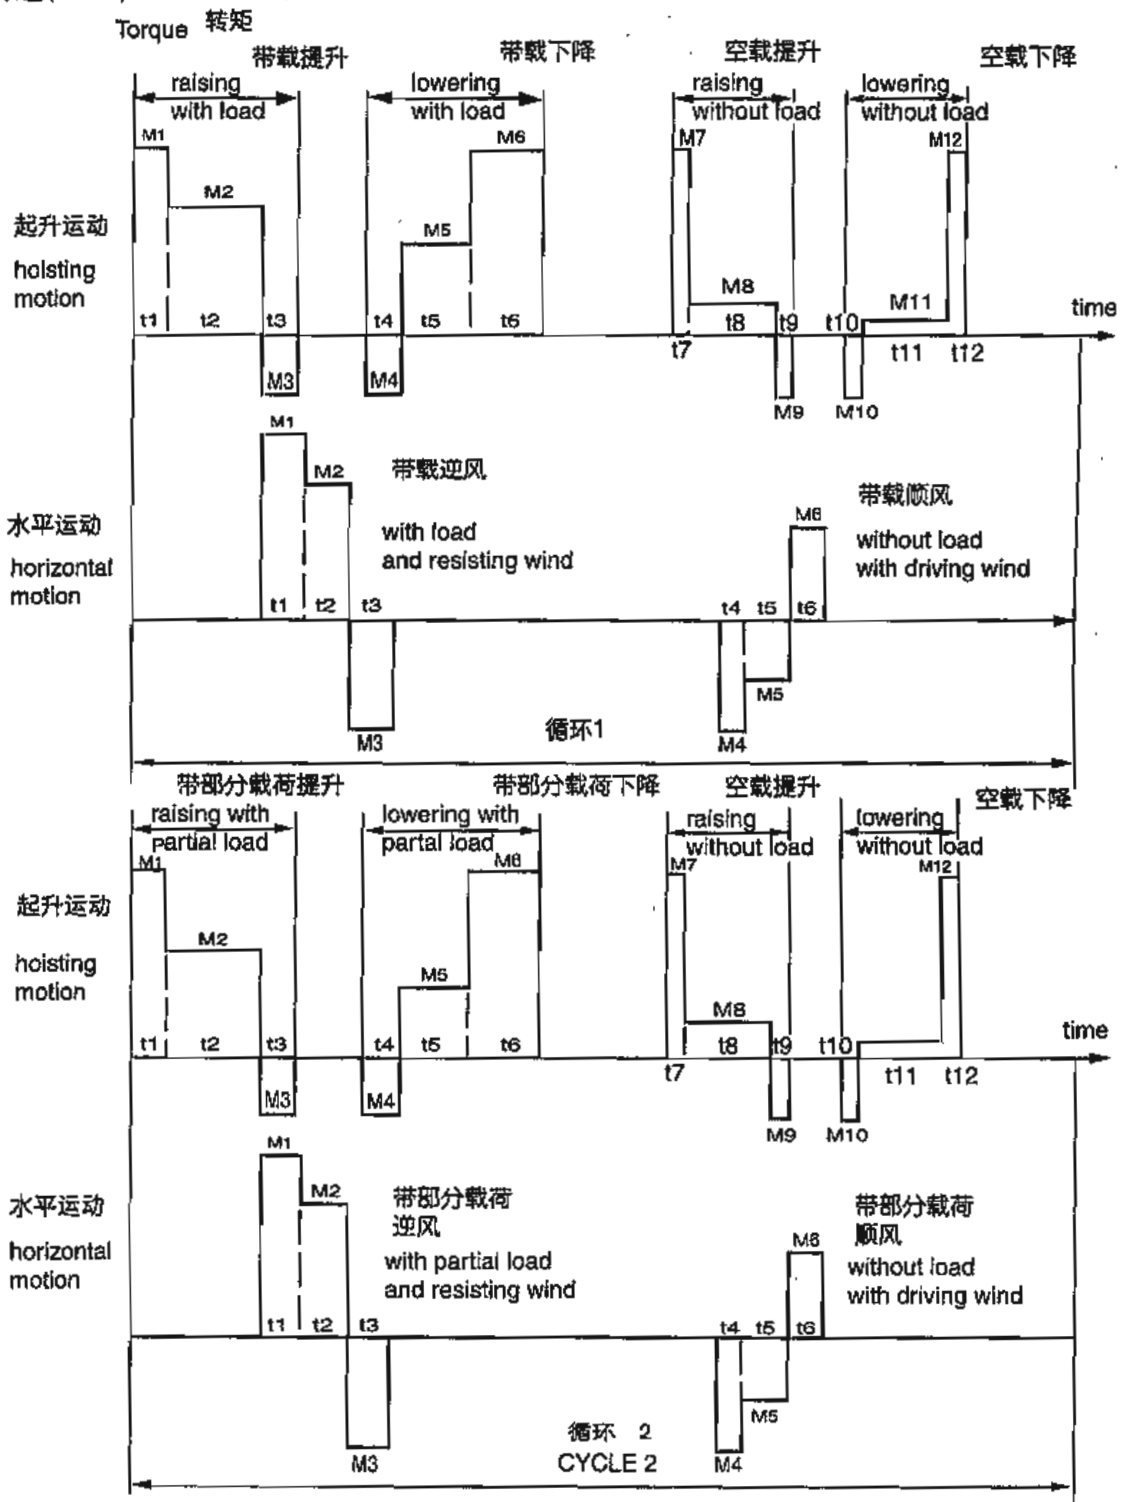 Torque 转矩
带载提升
带载下降
空载提升
空载下降
raising
with load
lowering
with load
raising
without load
lowering
without load
M1
M2
M5
M6
M7
M8
M11
M12
起升运动
hoisting
motion
t1
t2
t3
t4
t5
t6
t7
t8
t9
t10
t11
t12
time
M3
M4
M9
M10
M1
M2
带载逆风
with load
and resisting wind
带载顺风
M6
without load
with driving wind
水平运动
horizontal
motion
t1
t2
t3
t4
t5
t6
M3
M4
M5
循环1
带部分载荷提升
带部分载荷下降
空载提升
空载下降
raising with
partial load
lowering with
partal load
raising
without load
lowering
without load
M1
M2
M5
M6
M7
M8
M12
起升运动
hoisting
motion
t1
t2
t3
t4
t5
t6
t7
t8
t9
t10
t11
t12
time
M3
M4
M9
M10
M1
M2
带部分载荷
逆风
with partial load
and resisting wind
带部分载荷
顺风
M6
without load
with driving wind
水平运动
horizontal
motion
t1
t2
t3
t4
t5
t6
M3
M4
M5
循环 2
CYCLE 2